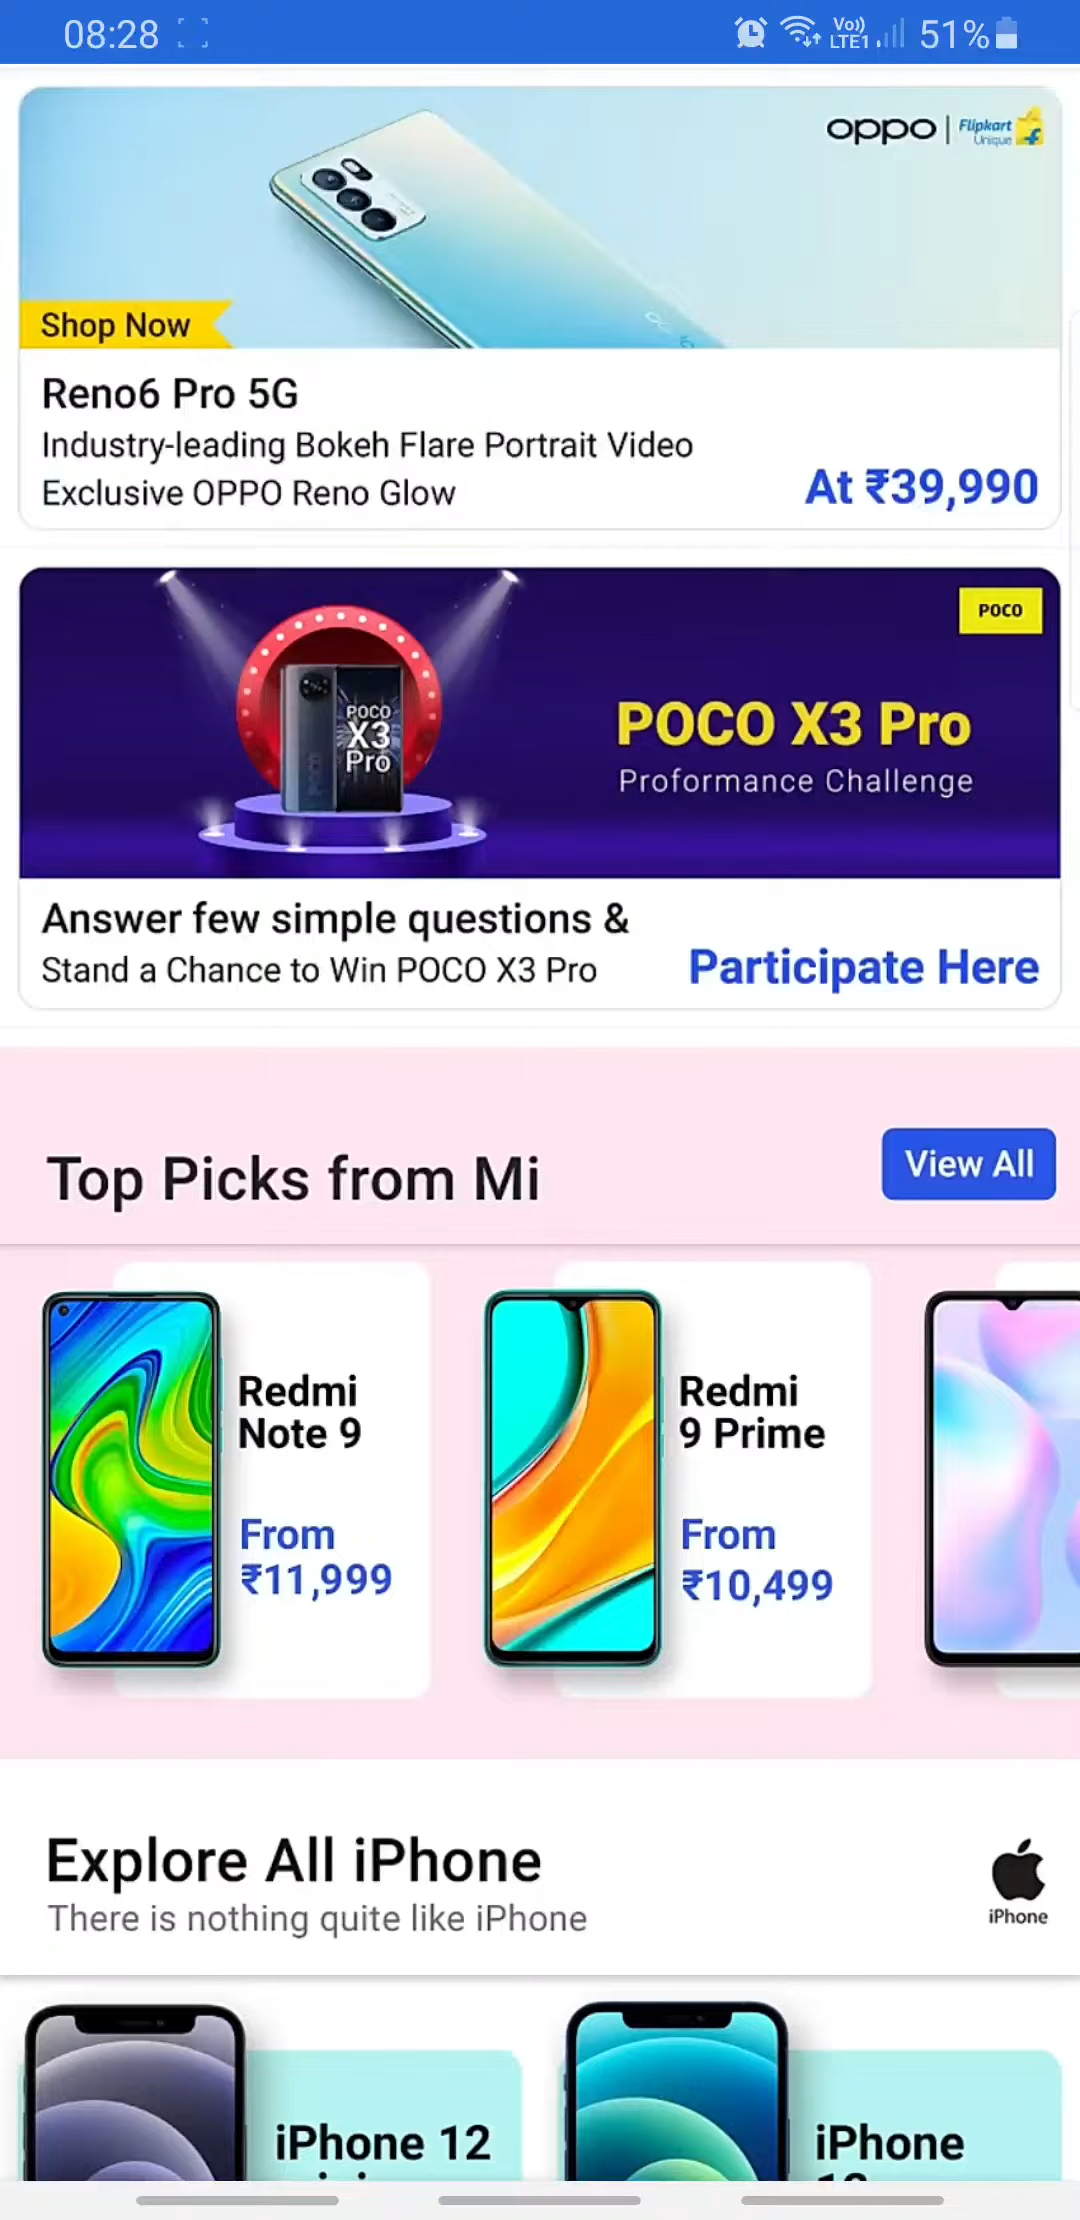 08:28
Vo))
LTE1
51%
oppo | Flipkart
Unique
Shop Now
Reno6 Pro 5G
Industry-leading Bokeh Flare Portrait Video
Exclusive OPPO Reno Glow
At ₹39,990
POCO
POCO
X3
Pro
POCO X3 Pro
Proformance Challenge
Answer few simple questions &
Stand a Chance to Win POCO X3 Pro
Participate Here
Top Picks from Mi
View All
Redmi
Note 9
From
₹11,999
Redmi
9 Prime
From
₹10,499
Explore All iPhone
There is nothing quite like iPhone
iPhone
iPhone 12
iPhone